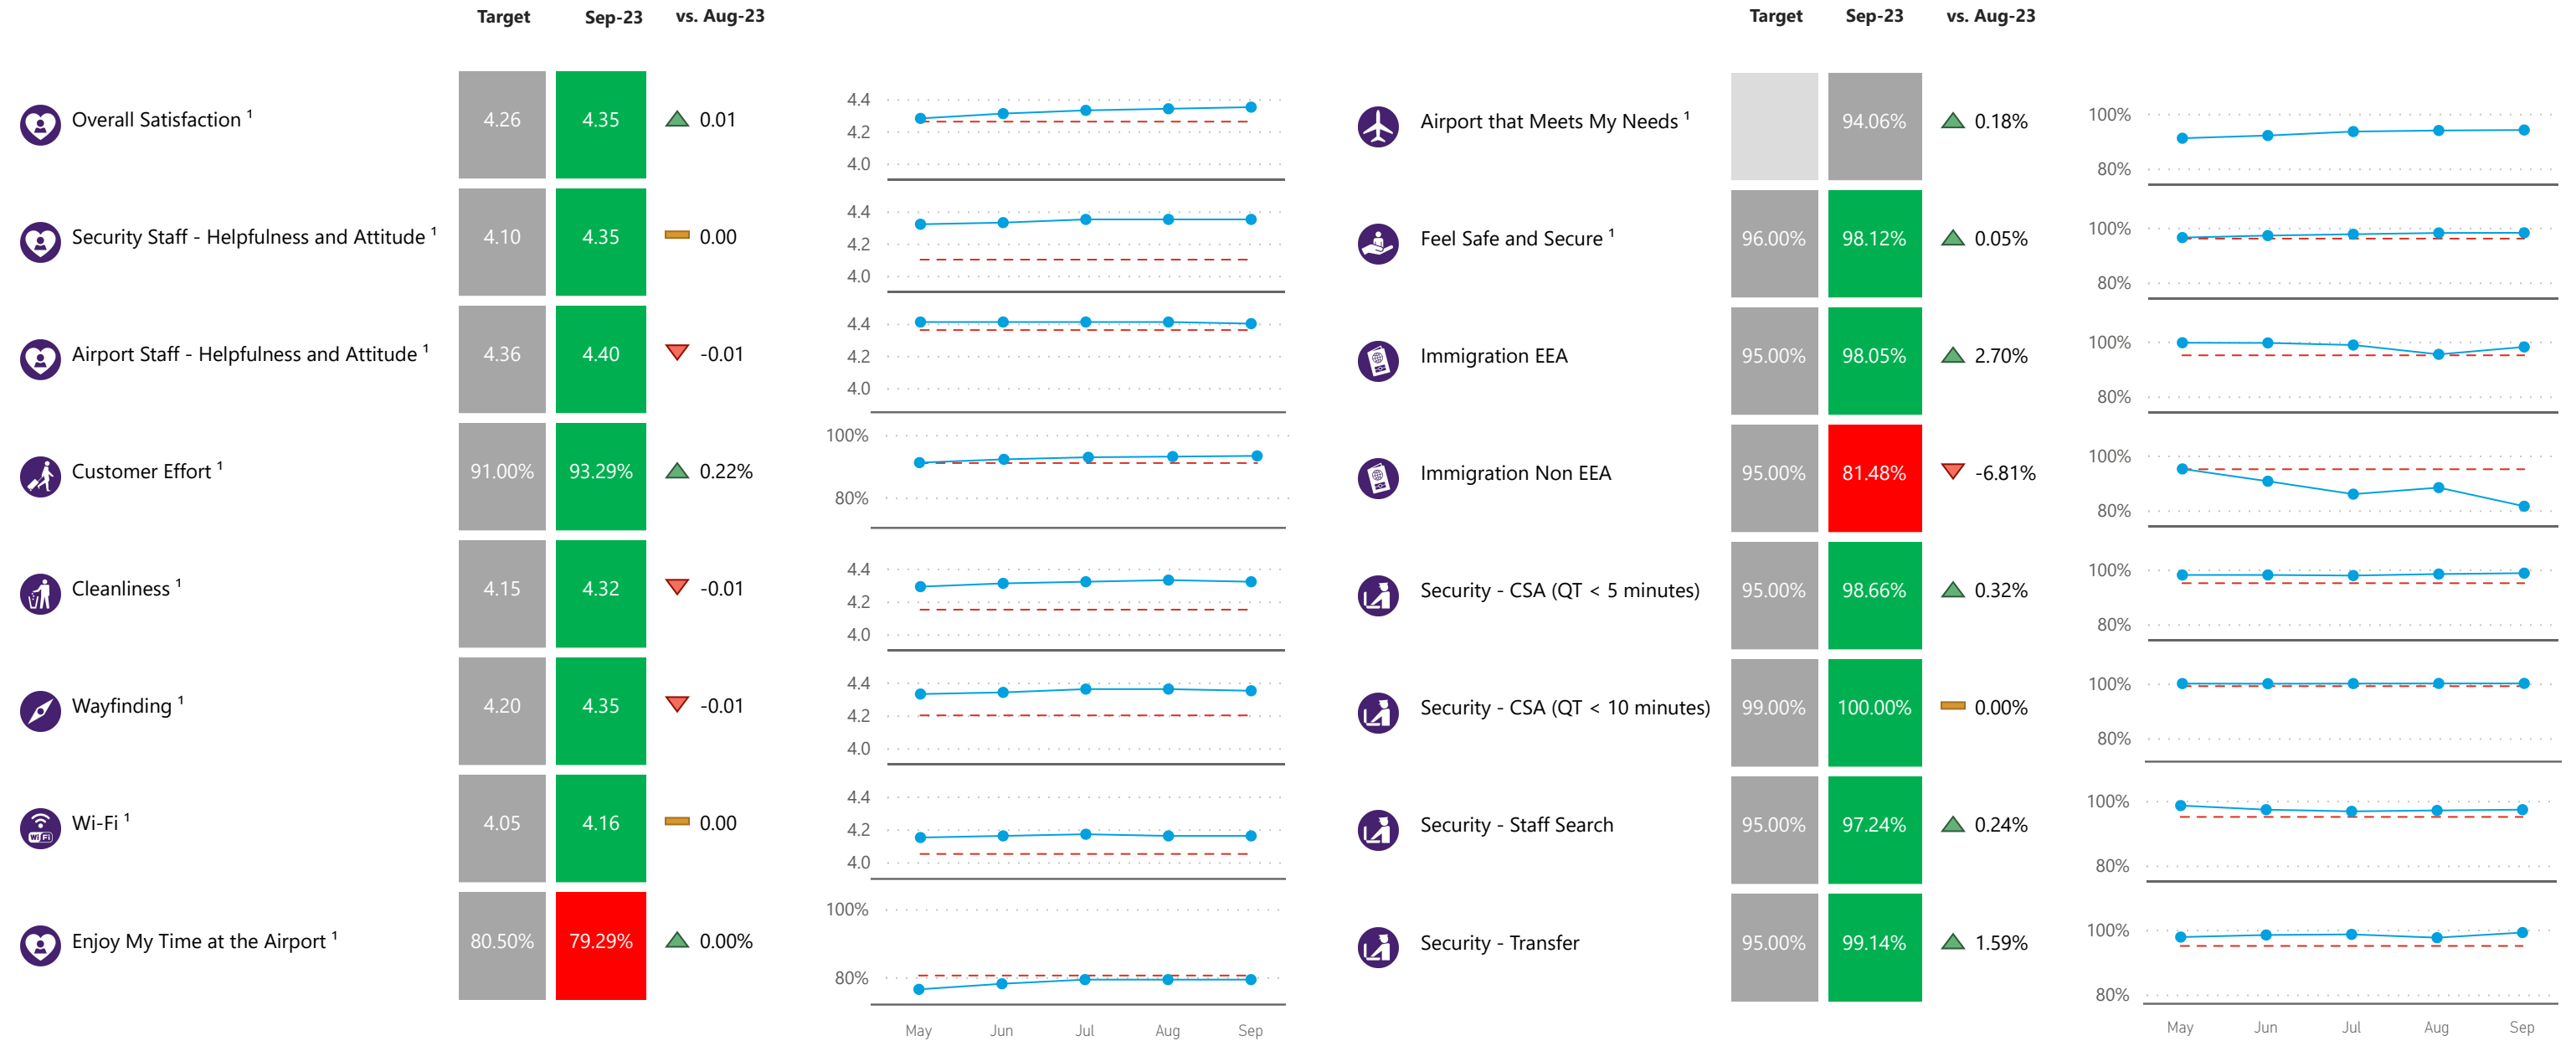 Target Sep-23 vs. Aug-23
Overall Satisfaction ¹ 4.26 4.35 0.01
4.4
4.2
4.0
Security Staff - Helpfulness and Attitude ¹ 4.10 4.35 0.00
4.4
4.2
4.0
Airport Staff - Helpfulness and Attitude ¹ 4.36 4.40 -0.01
4.4
4.2
4.0
Customer Effort ¹ 91.00% 93.29% 0.22%
100%
80%
Cleanliness ¹ 4.15 4.32 -0.01
4.4
4.2
4.0
Wayfinding ¹ 4.20 4.35 -0.01
4.4
4.2
4.0
Wi-Fi ¹ 4.05 4.16 0.00
WiFi
4.4
4.2
4.0
Enjoy My Time at the Airport ¹ 80.50% 79.29% 0.00%
100%
80%
May Jun Jul Aug Sep
Target Sep-23 vs. Aug-23
Airport that Meets My Needs ¹ 94.06% 0.18%
100%
80%
Feel Safe and Secure ¹ 96.00% 98.12% 0.05%
100%
80%
Immigration EEA 95.00% 98.05% 2.70%
100%
80%
Immigration Non EEA 95.00% 81.48% -6.81%
100%
80%
Security - CSA (QT < 5 minutes) 95.00% 98.66% 0.32%
100%
80%
Security - CSA (QT < 10 minutes) 99.00% 100.00% 0.00%
100%
80%
Security - Staff Search 95.00% 97.24% 0.24%
100%
80%
Security - Transfer 95.00% 99.14% 1.59%
100%
80%
May Jun Jul Aug Sep